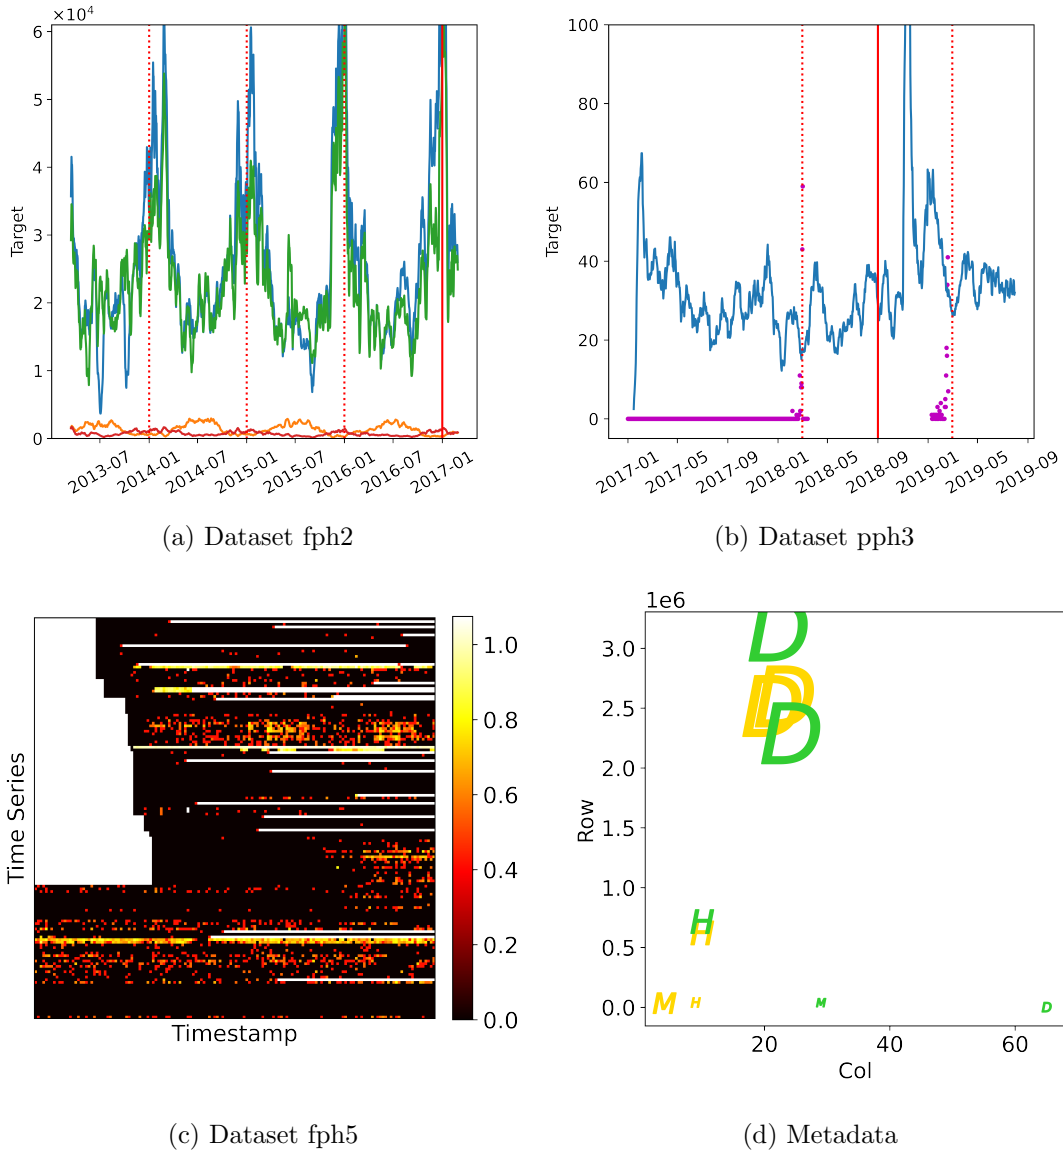 ×10⁴
6
5
4
3
2
1
0
Target
2013-07
2014-01
2014-07
2015-01
2015-07
2016-01
2016-07
2017-01
(a) Dataset fph2
100
80
60
40
20
0
Target
2017-01
2017-05
2017-09
2018-01
2018-05
2018-09
2019-01
2019-05
2019-09
(b) Dataset pph3
Time Series
Timestamp
1.0
0.8
0.6
0.4
0.2
0.0
(c) Dataset fph5
1e6
3.0
2.5
2.0
1.5
1.0
0.5
0.0
Row
D
D
D
D
H
H
M
H
M
D
20
40
60
Col
(d) Metadata